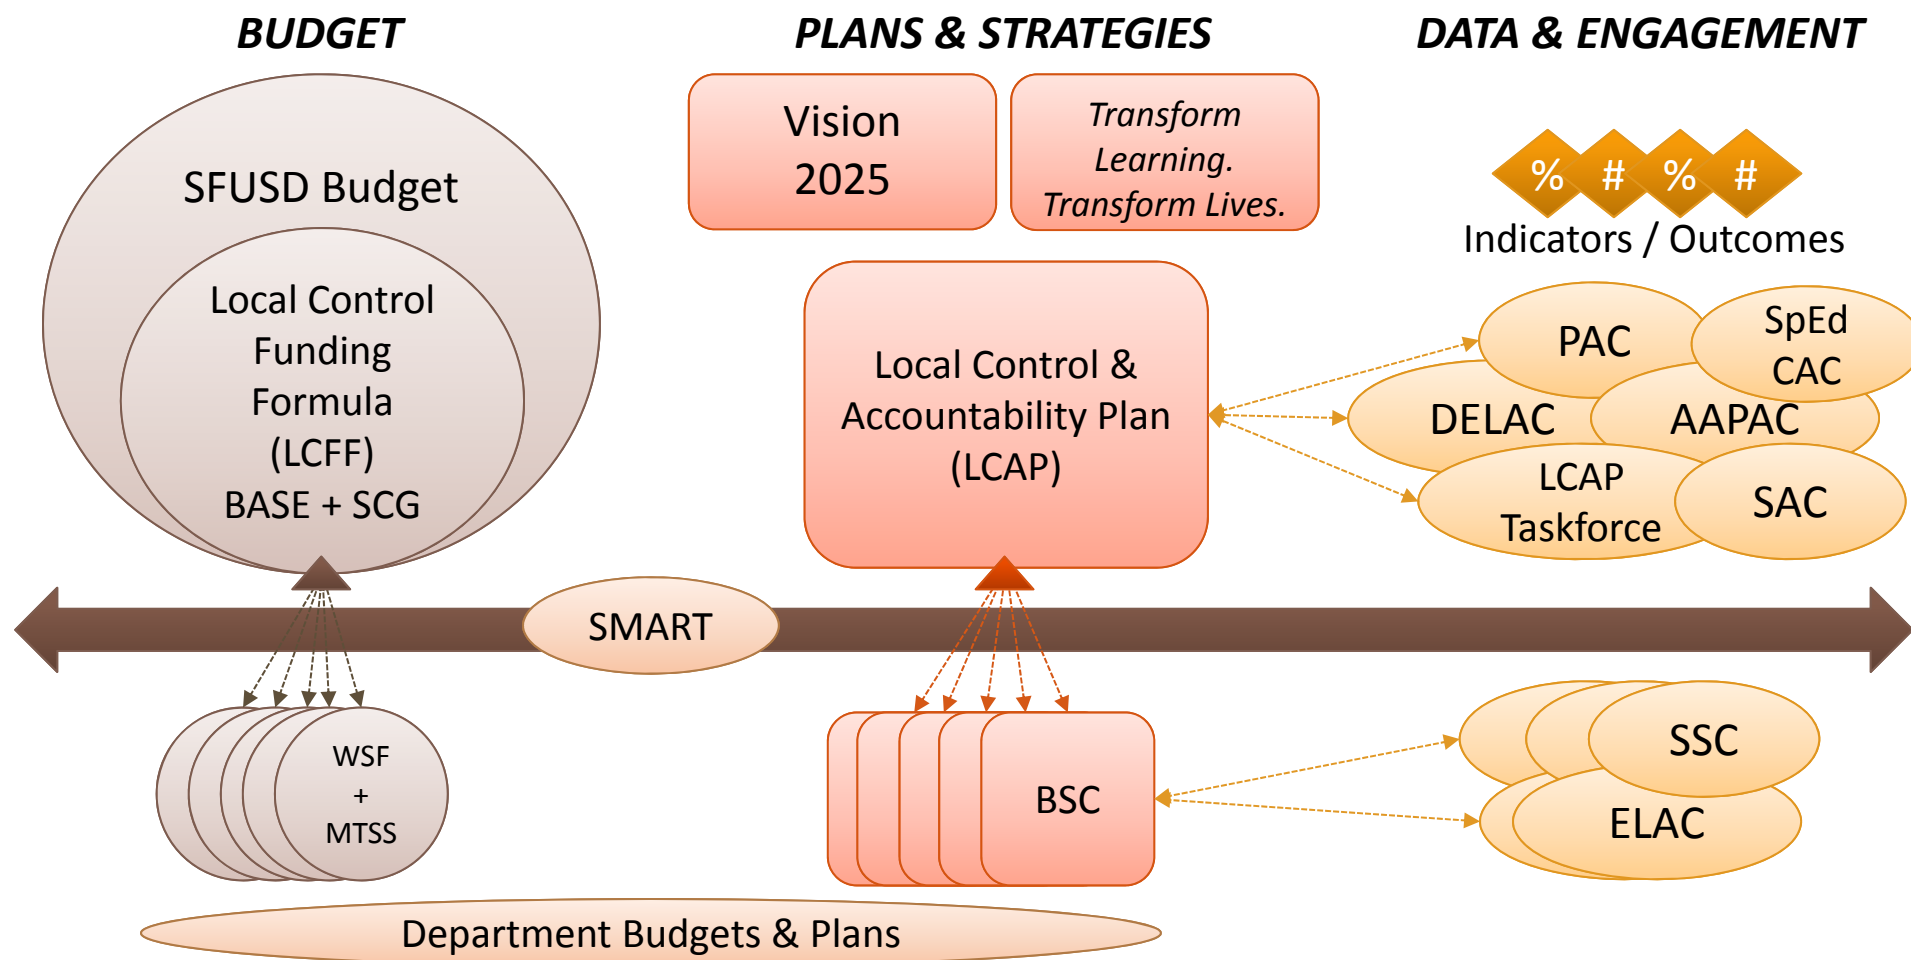 BUDGET
PLANS & STRATEGIES
DATA & ENGAGEMENT
SFUSD Budget
Local Control
Funding
Formula
(LCFF)
BASE + SCG
Vision
2025
Transform
Learning.
Transform Lives.
% # % #
Indicators / Outcomes
Local Control &
Accountability Plan
(LCAP)
PAC
SpEd
CAC
DELAC
AAPAC
LCAP
Taskforce
SAC
SMART
WSF
+
MTSS
BSC
SSC
ELAC
Department Budgets & Plans